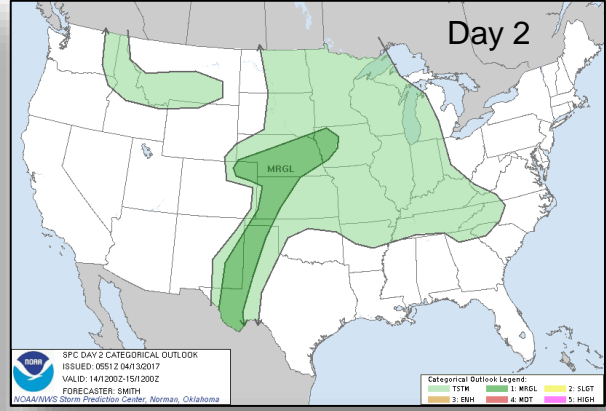 Day 2
MRGL
NOAA
SPC DAY 2 CATEGORICAL OUTLOOK
ISSUED: 0551Z 04/13/2017
VALID: 14/1200Z-15/1200Z
FORECASTER: SMITH
NOAA/NWS Storm Prediction Center, Norman, Oklahoma
Categorical Outlook Legend:
TSTM 1: MRGL 2: SLGT
3: ENH 4: MDT 5: HIGH